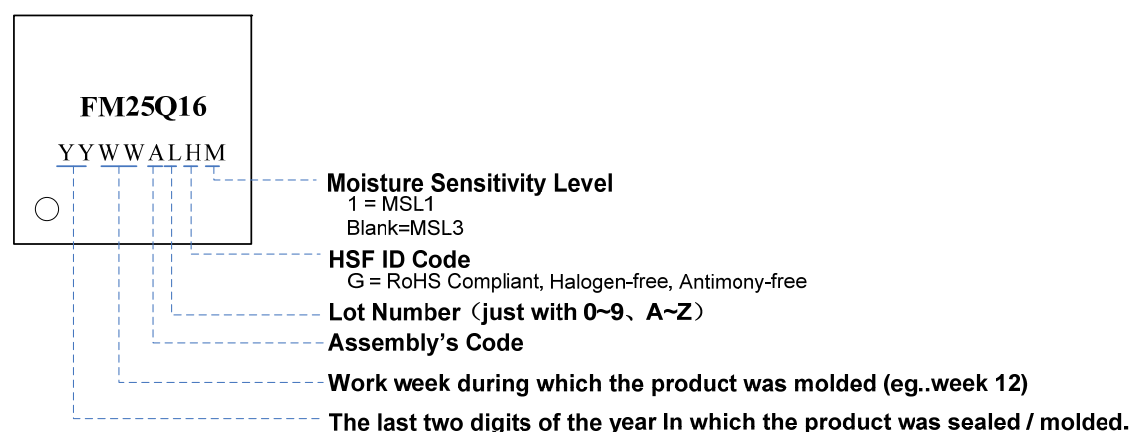 FM25Q16
YYWWALHM
Moisture Sensitivity Level
1 = MSL1
Blank=MSL3
HSF ID Code
G = RoHS Compliant, Halogen-free, Antimony-free
Lot Number（just with 0~9、A~Z）
Assembly's Code
Work week during which the product was molded (eg..week 12)
The last two digits of the year In which the product was sealed / molded.